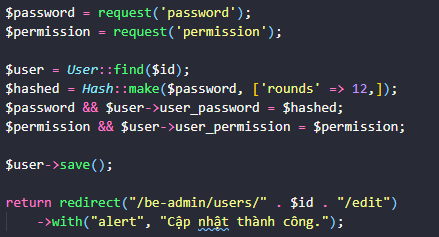 $password = request('password');
$permission = request('permission');
$user = User::find($id);
$hashed = Hash::make($password, ['rounds' => 12,]);
$password && $user->user_password = $hashed;
$permission && $user->user_permission = $permission;
$user->save();
return redirect("/be-admin/users/" . $id . "/edit")
->with("alert", "Cập nhật thành công.");